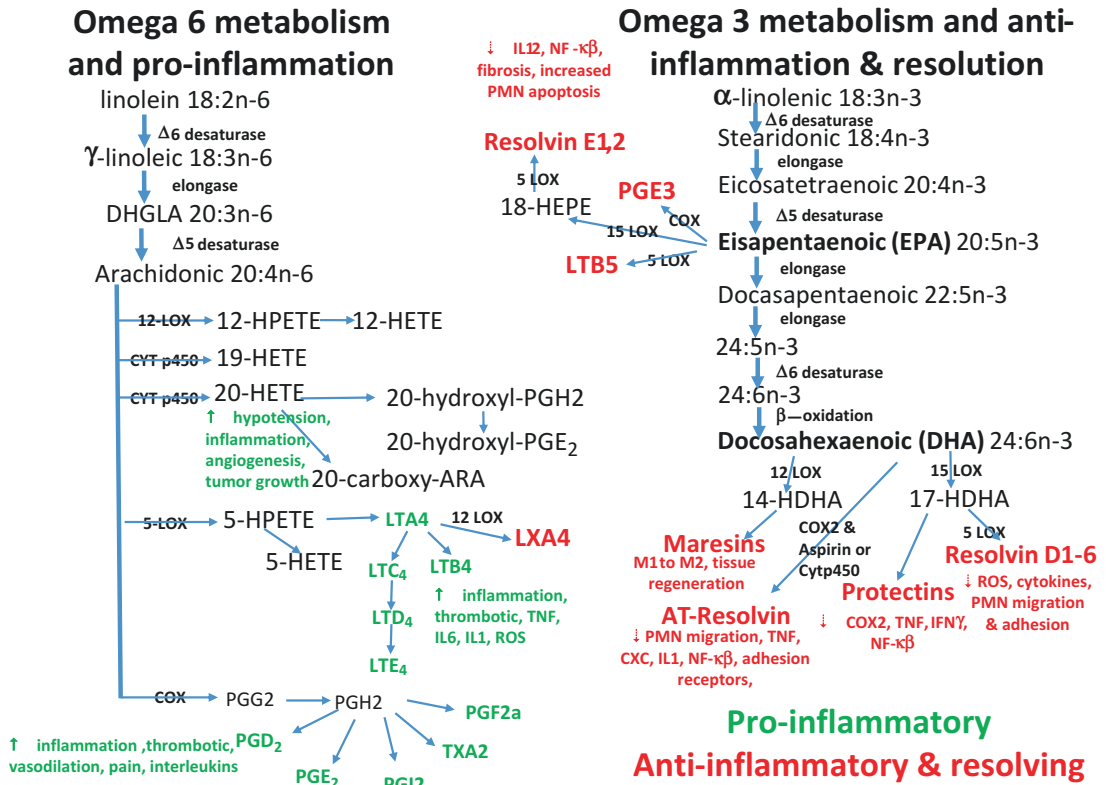 Omega 6 metabolism
and pro-inflammation
linolein 18:2n-6
Δ6 desaturase
γ-linoleic 18:3n-6
elongase
DHGLA 20:3n-6
Δ5 desaturase
Arachidonic 20:4n-6
12-LOX
12-HPETE
12-HETE
CYT p450
19-HETE
CYT p450
20-HETE
20-hydroxyl-PGH2
↑ hypotension,
inflammation,
angiogenesis,
tumor growth
20-hydroxyl-PGE₂
20-carboxy-ARA
5-LOX
5-HPETE
LTA4
12 LOX
LXA4
5-HETE
LTC₄
LTB4
↑ inflammation,
thrombotic, TNF,
IL6, IL1, ROS
LTD₄
LTE₄
COX
PGG2
PGH2
PGF2a
TXA2
PGD₂
PGE₂
PGI2
↑ inflammation ,thrombotic,
vasodilation, pain, interleukins
Omega 3 metabolism and anti-
inflammation & resolution
↓ IL12, NF-κβ,
fibrosis, increased
PMN apoptosis
Resolvin E1,2
5 LOX
18-HEPE
PGE3
COX
15 LOX
LTB5
5 LOX
α-linolenic 18:3n-3
Δ6 desaturase
Stearidonic 18:4n-3
elongase
Eicosatetraenoic 20:4n-3
Δ5 desaturase
Eisapentaenoic (EPA) 20:5n-3
elongase
Docasapentaenoic 22:5n-3
elongase
24:5n-3
Δ6 desaturase
24:6n-3
β—oxidation
Docosahexaenoic (DHA) 24:6n-3
12 LOX
14-HDHA
15 LOX
17-HDHA
COX2 &
Aspirin or
Cytp450
5 LOX
Maresins
M1 to M2, tissue
regeneration
Resolvin D1-6
↓ ROS, cytokines,
PMN migration
& adhesion
Protectins
↓ COX2, TNF, IFNγ,
NF-κβ
AT-Resolvin
↓ PMN migration, TNF,
CXC, IL1, NF-κβ, adhesion
receptors,
Pro-inflammatory
Anti-inflammatory & resolving